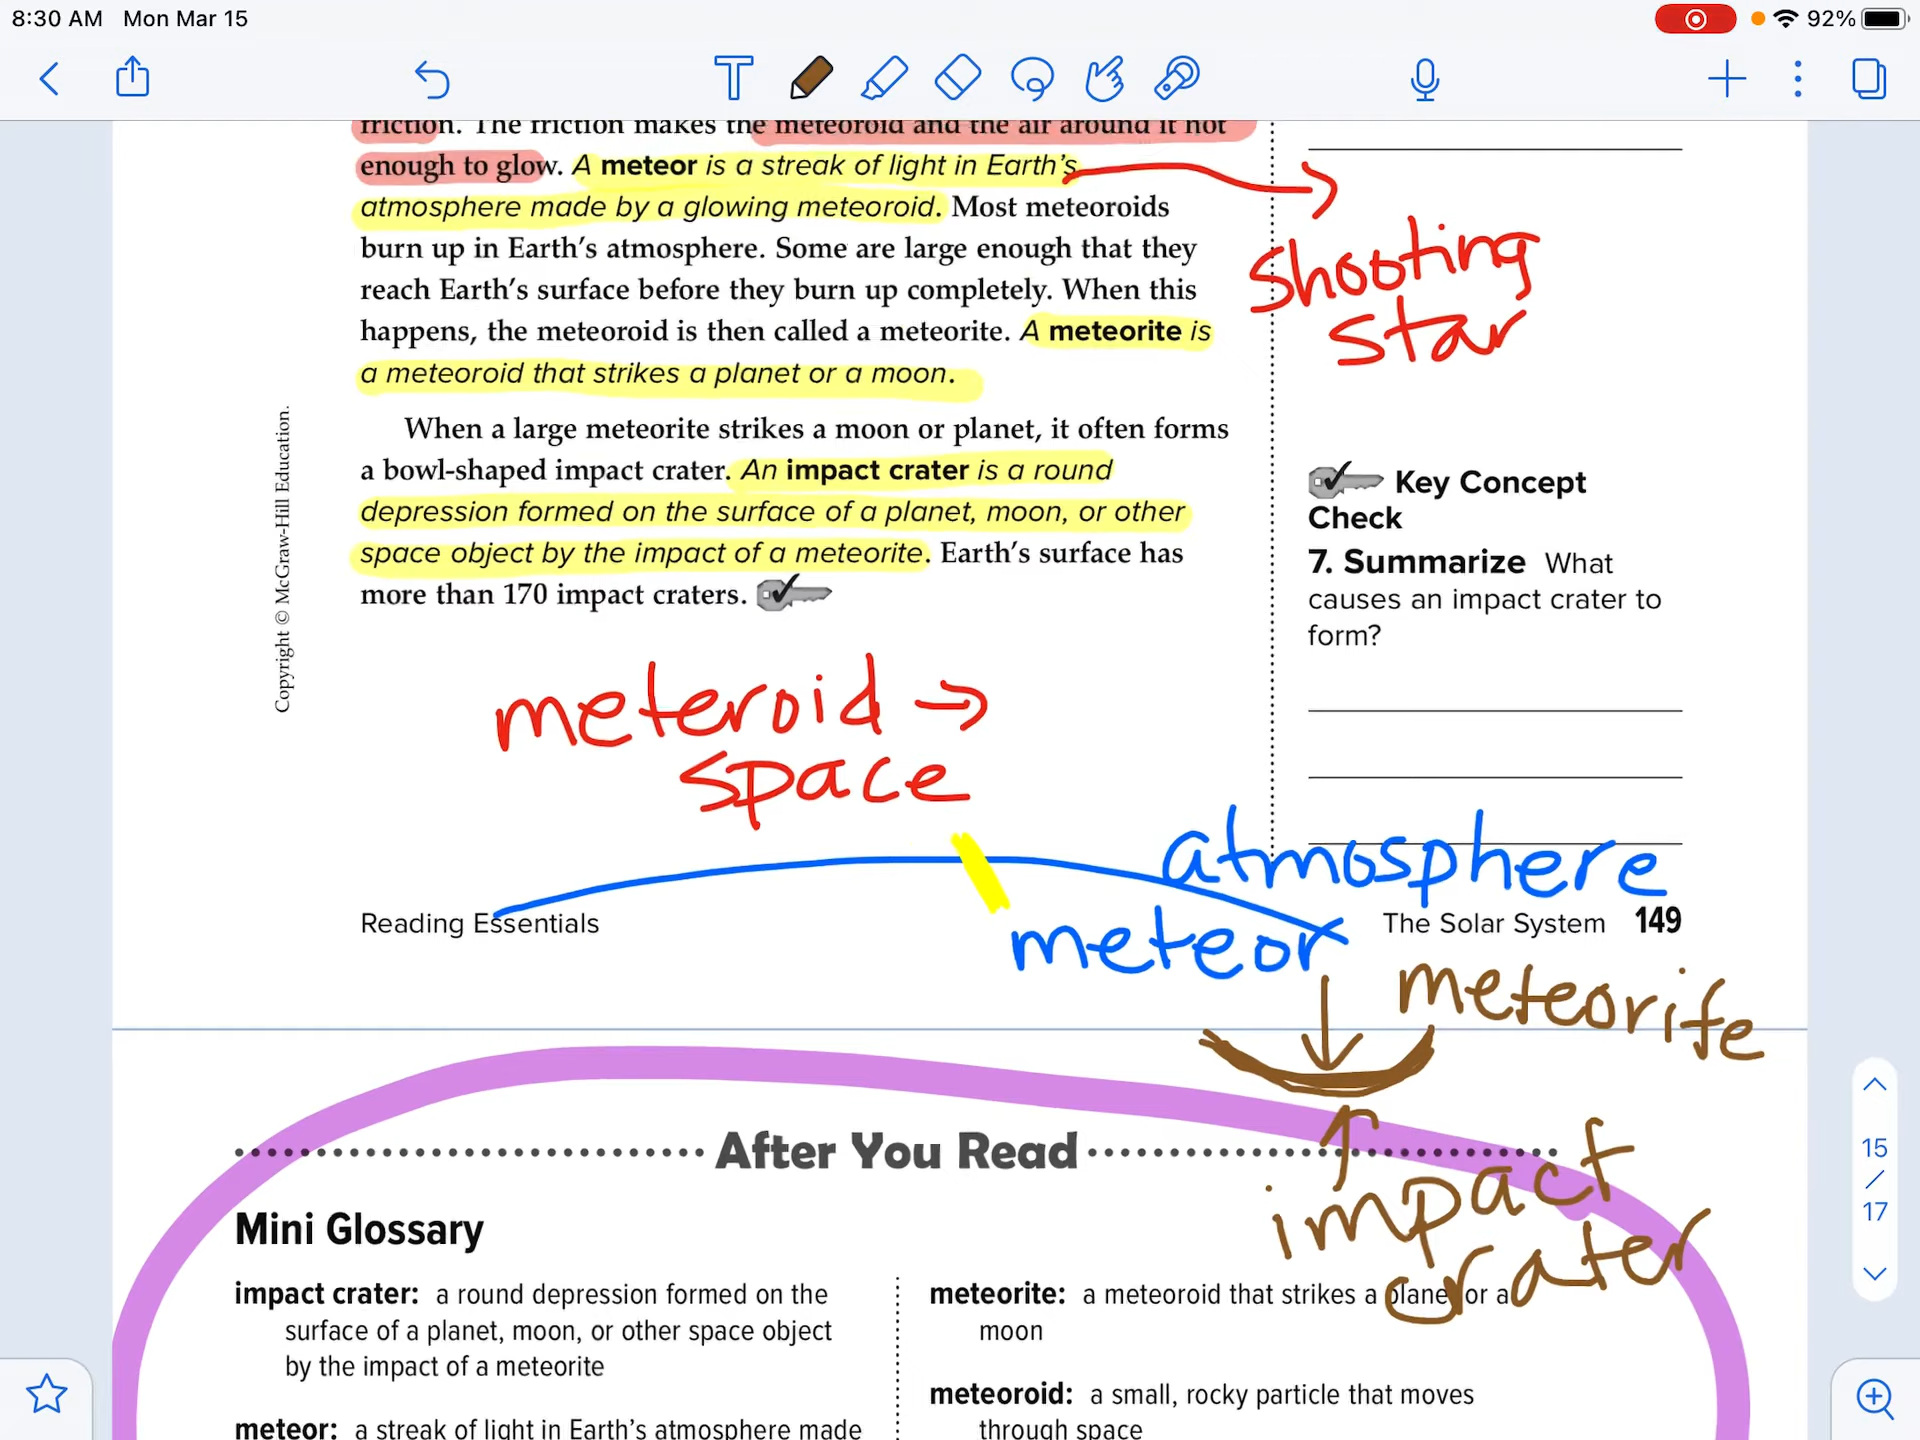 8:30 AM Mon Mar 15
92%
friction. The friction makes the meteoroid and the air around it hot
enough to glow. A meteor is a streak of light in Earth's
atmosphere made by a glowing meteoroid. Most meteoroids
burn up in Earth's atmosphere. Some are large enough that they
reach Earth's surface before they burn up completely. When this
happens, the meteoroid is then called a meteorite. A meteorite is
a meteoroid that strikes a planet or a moon.
When a large meteorite strikes a moon or planet, it often forms
a bowl-shaped impact crater. An impact crater is a round
depression formed on the surface of a planet, moon, or other
space object by the impact of a meteorite. Earth's surface has
more than 170 impact craters.
Copyright © McGraw-Hill Education.
shooting
star
Key Concept
Check
7. Summarize What
causes an impact crater to
form?
meteroid →
space
atmosphere
meteor
Reading Essentials
The Solar System 149
meteorite
impact
crater
After You Read
Mini Glossary
impact crater: a round depression formed on the
surface of a planet, moon, or other space object
by the impact of a meteorite
meteor: a streak of light in Earth's atmosphere made
meteorite: a meteoroid that strikes a planet or a
moon
meteoroid: a small, rocky particle that moves
through space
15
/
17